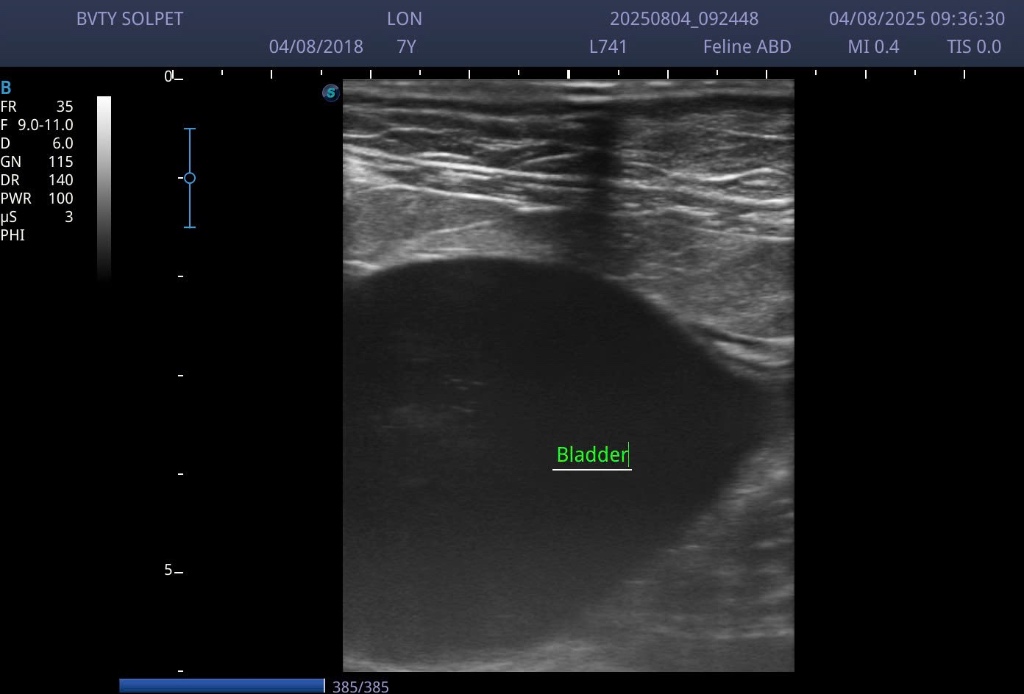 BVTY SOLPET LON 20250804_092448 04/08/2025 09:36:30
04/08/2018 7Y L741 Feline ABD MI 0.4 TIS 0.0
0
S
B
FR 35
F 9.0-11.0
D 6.0
GN 115
DR 140
PWR 100
µS 3
PHI
Bladder
5
385/385